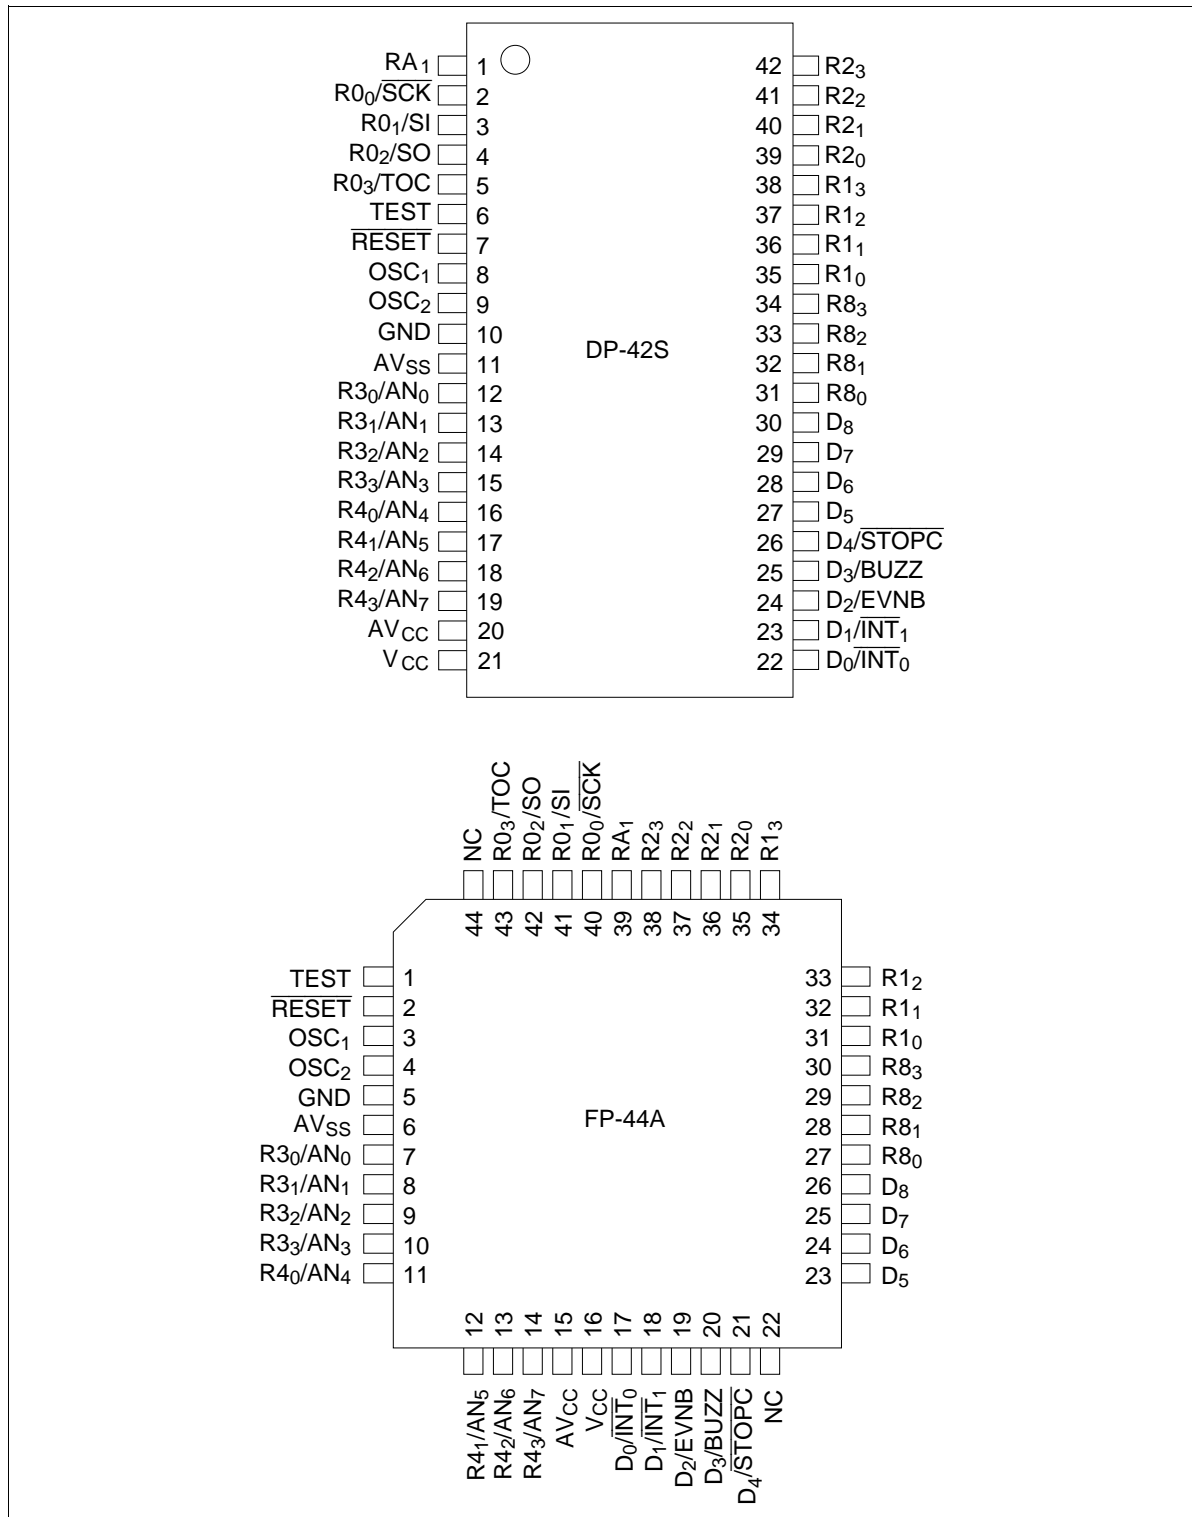 RA₁ 1 42 R2₃
R0₀/S̅C̅K̅ 2 41 R2₂
R0₁/SI 3 40 R2₁
R0₂/SO 4 39 R2₀
R0₃/TOC 5 38 R1₃
TEST 6 37 R1₂
R̅E̅S̅E̅T̅ 7 36 R1₁
OSC₁ 8 35 R1₀
OSC₂ 9 34 R8₃
GND 10 33 R8₂
DP-42S
AVSS 11 32 R8₁
R3₀/AN₀ 12 31 R8₀
R3₁/AN₁ 13 30 D₈
R3₂/AN₂ 14 29 D₇
R3₃/AN₃ 15 28 D₆
R4₀/AN₄ 16 27 D₅
R4₁/AN₅ 17 26 D₄/S̅T̅O̅P̅C̅
R4₂/AN₆ 18 25 D₃/BUZZ
R4₃/AN₇ 19 24 D₂/EVNB
AVCC 20 23 D₁/I̅N̅T̅₁
VCC 21 22 D₀/I̅N̅T̅₀
NC R0₃/TOC R0₂/SO R0₁/SI R0₀/S̅C̅K̅ RA₁ R2₃ R2₂ R2₁ R2₀ R1₃
44 43 42 41 40 39 38 37 36 35 34
TEST 1 33 R1₂
R̅E̅S̅E̅T̅ 2 32 R1₁
OSC₁ 3 31 R1₀
OSC₂ 4 30 R8₃
GND 5 29 R8₂
FP-44A
AVSS 6 28 R8₁
R3₀/AN₀ 7 27 R8₀
R3₁/AN₁ 8 26 D₈
R3₂/AN₂ 9 25 D₇
R3₃/AN₃ 10 24 D₆
R4₀/AN₄ 11 23 D₅
12 13 14 15 16 17 18 19 20 21 22
R4₁/AN₅ R4₂/AN₆ R4₃/AN₇ AVCC VCC D₀/I̅N̅T̅₀ D₁/I̅N̅T̅₁ D₂/EVNB D₃/BUZZ D₄/S̅T̅O̅P̅C̅ NC